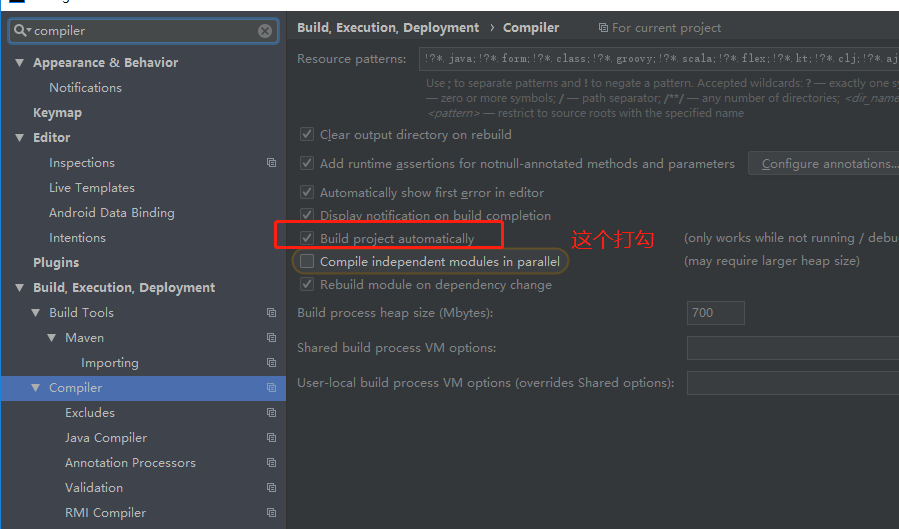 compiler
Appearance & Behavior
Notifications
Keymap
Editor
Inspections
Live Templates
Android Data Binding
Intentions
Plugins
Build, Execution, Deployment
Build Tools
Maven
Importing
Compiler
Excludes
Java Compiler
Annotation Processors
Validation
RMI Compiler
Build, Execution, Deployment › Compiler For current project
Resource patterns: !?*.java;!?*.form;!?*.class;!?*.groovy;!?*.scala;!?*.flex;!?*.kt;!?*.clj;!?*.aj
Use ; to separate patterns and ! to negate a pattern. Accepted wildcards: ? — exactly one sy
— zero or more symbols; / — path separator; /**/ — any number of directories; <dir_name
<pattern> — restrict to source roots with the specified name
Clear output directory on rebuild
Add runtime assertions for notnull-annotated methods and parameters Configure annotations...
Automatically show first error in editor
Display notification on build completion
Build project automatically 这个打勾 (only works while not running / debu
Compile independent modules in parallel (may require larger heap size)
Rebuild module on dependency change
Build process heap size (Mbytes): 700
Shared build process VM options:
User-local build process VM options (overrides Shared options):